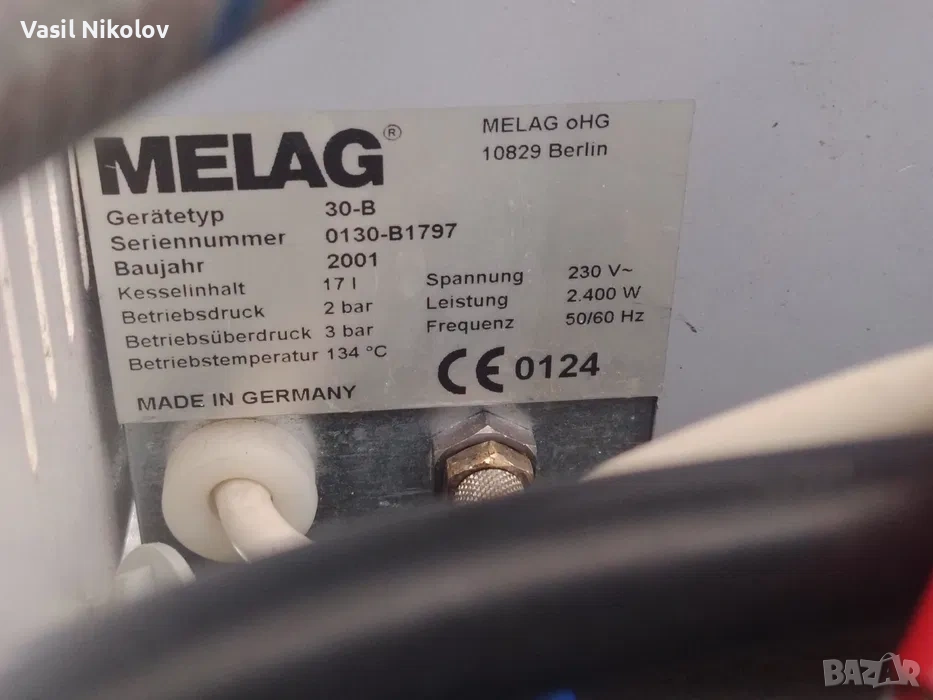 Vasil Nikolov
MELAG®
MELAG oHG
10829 Berlin
Gerätetyp 30-B
Seriennummer 0130-B1797
Baujahr 2001
Kesselinhalt 17 l
Betriebsdruck 2 bar
Betriebsüberdruck 3 bar
Betriebstemperatur 134 °C
Spannung 230 V~
Leistung 2.400 W
Frequenz 50/60 Hz
CE 0124
MADE IN GERMANY
BAZAR